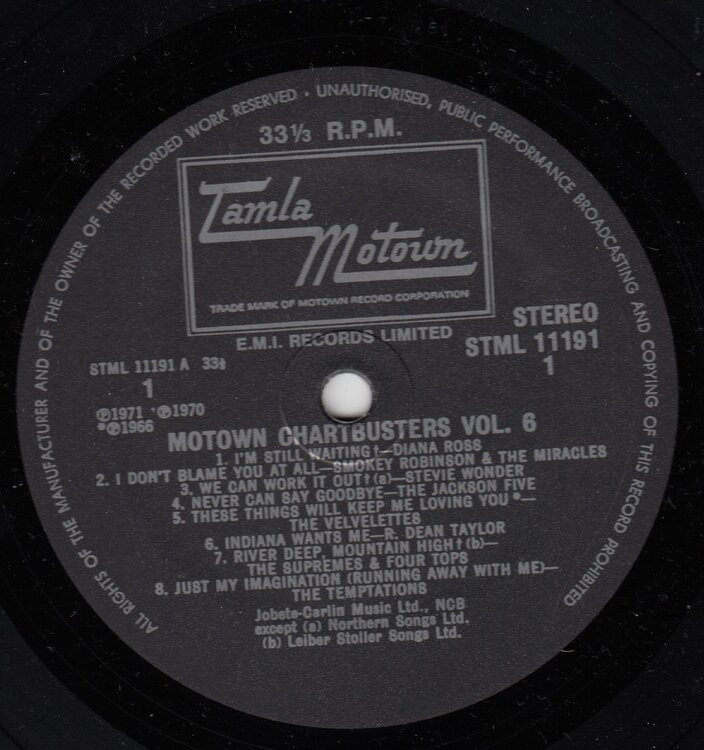 ALL RIGHTS OF THE MANUFACTURER AND OF THE OWNER OF THE RECORDED WORK RESERVED · UNAUTHORISED, PUBLIC PERFORMANCE BROADCASTING AND COPYING OF THIS RECORD PROHIBITED
33⅓ R.P.M.
Tamla
Motown
TRADE MARK OF MOTOWN RECORD CORPORATION
E.M.I. RECORDS LIMITED
STEREO
STML 11191
1
STML 11191 A 33⅓
1
℗1971 †℗1970
*℗1966
MOTOWN CHARTBUSTERS VOL. 6
1. I'M STILL WAITING†—DIANA ROSS
2. I DON'T BLAME YOU AT ALL—SMOKEY ROBINSON & THE MIRACLES
3. WE CAN WORK IT OUT†(a)—STEVIE WONDER
4. NEVER CAN SAY GOODBYE—THE JACKSON FIVE
5. THESE THINGS WILL KEEP ME LOVING YOU*—
THE VELVELETTES
6. INDIANA WANTS ME—R. DEAN TAYLOR
7. RIVER DEEP, MOUNTAIN HIGH†(b)—
THE SUPREMES & FOUR TOPS
8. JUST MY IMAGINATION (RUNNING AWAY WITH ME)—
THE TEMPTATIONS
Jobete-Carlin Music Ltd., NCB
except (a) Northern Songs Ltd.
(b) Leiber Stoller Songs Ltd.